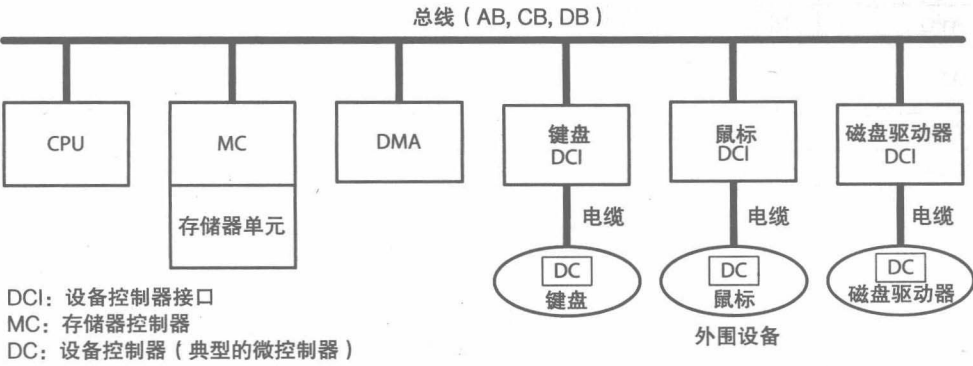 总线（AB, CB, DB）
CPU
MC
存储器单元
DMA
键盘
DCI
鼠标
DCI
磁盘驱动器
DCI
电缆
电缆
电缆
DC
键盘
DC
鼠标
DC
磁盘驱动器
外围设备
DCI：设备控制器接口
MC：存储器控制器
DC：设备控制器（典型的微控制器）